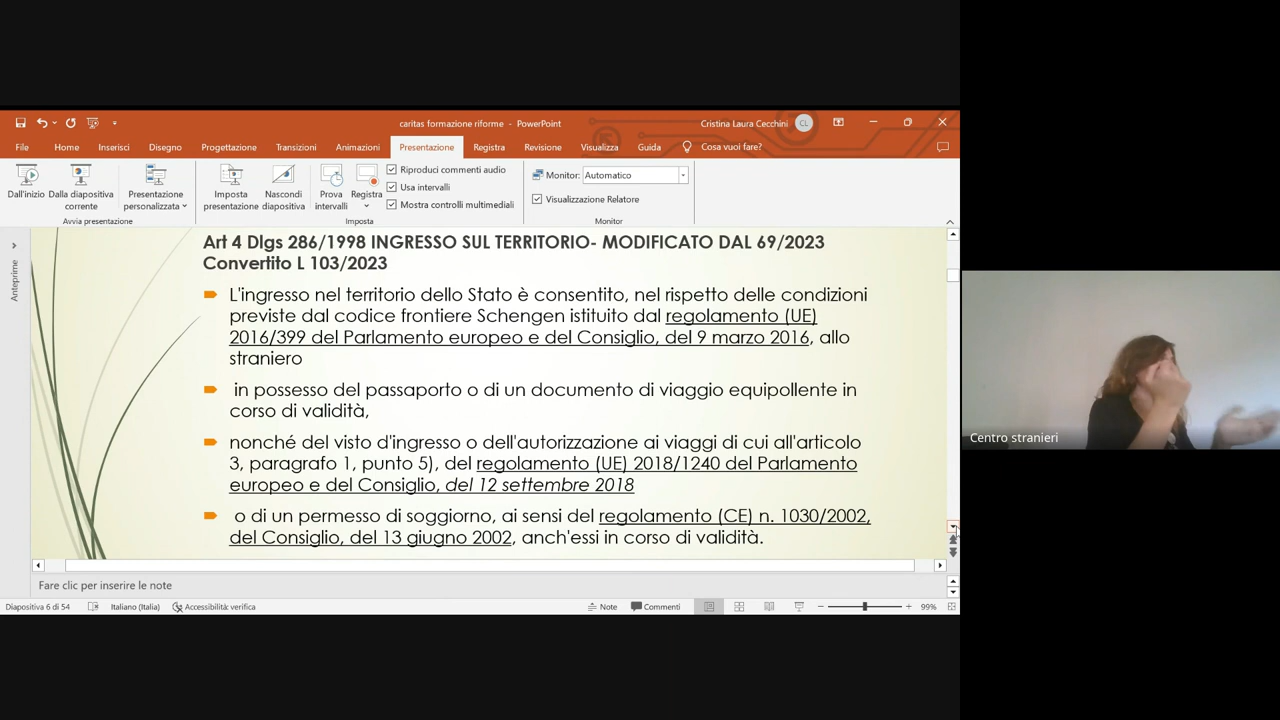 caritas formazione riforme - PowerPoint
Cristina Laura Cecchini CL
File Home Inserisci Disegno Progettazione Transizioni Animazioni Presentazione Registra Revisione Visualizza Guida Cosa vuoi fare?
Dall'inizio
Dalla diapositiva corrente
Presentazione personalizzata
Avvia presentazione
Imposta presentazione
Nascondi diapositiva
Prova intervalli
Registra
Riproduci commenti audio
Usa intervalli
Mostra controlli multimediali
Imposta
Monitor: Automatico
Visualizzazione Relatore
Monitor
Anteprime
Art 4 Dlgs 286/1998 INGRESSO SUL TERRITORIO- MODIFICATO DAL 69/2023
Convertito L 103/2023
L'ingresso nel territorio dello Stato è consentito, nel rispetto delle condizioni
previste dal codice frontiere Schengen istituito dal regolamento (UE)
2016/399 del Parlamento europeo e del Consiglio, del 9 marzo 2016, allo
straniero
in possesso del passaporto o di un documento di viaggio equipollente in
corso di validità,
nonché del visto d'ingresso o dell'autorizzazione ai viaggi di cui all'articolo
3, paragrafo 1, punto 5), del regolamento (UE) 2018/1240 del Parlamento
europeo e del Consiglio, del 12 settembre 2018
o di un permesso di soggiorno, ai sensi del regolamento (CE) n. 1030/2002,
del Consiglio, del 13 giugno 2002, anch'essi in corso di validità.
Fare clic per inserire le note
Diapositiva 6 di 54 Italiano (Italia) Accessibilità: verifica Note Commenti 99%
Centro stranieri